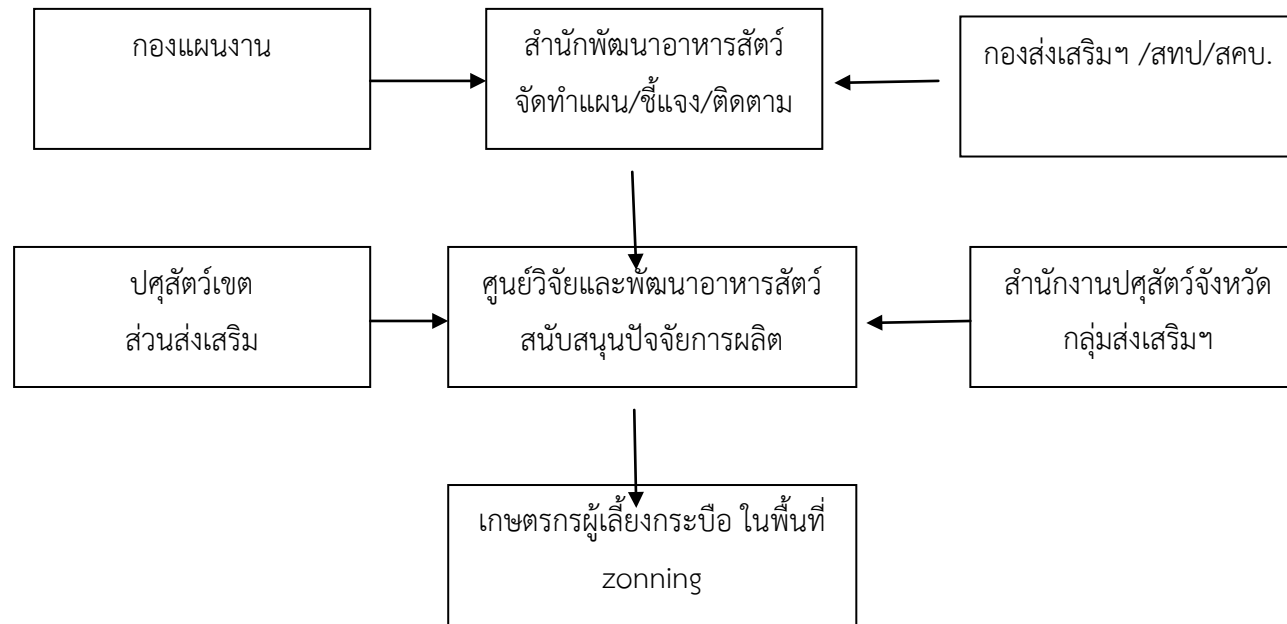 กองแผนงาน
สำนักพัฒนาอาหารสัตว์
จัดทำแผน/ชี้แจง/ติดตาม
กองส่งเสริมฯ /สทป/สคบ.
ปศุสัตว์เขต
ส่วนส่งเสริม
ศูนย์วิจัยและพัฒนาอาหารสัตว์
สนับสนุนปัจจัยการผลิต
สำนักงานปศุสัตว์จังหวัด
กลุ่มส่งเสริมฯ
เกษตรกรผู้เลี้ยงกระบือ ในพื้นที่
zonning